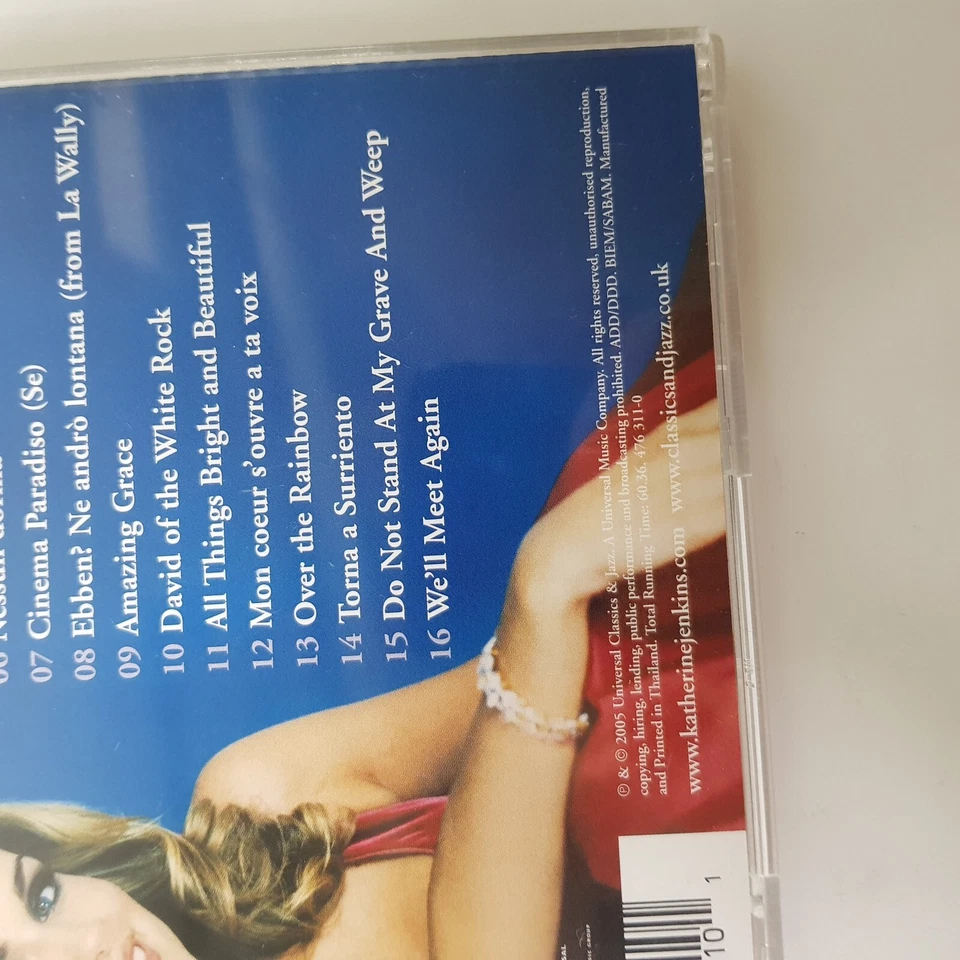 06 Nessun dorma
07 Cinema Paradiso (Se)
08 Ebben? Ne andrò lontana (from La Wally)
09 Amazing Grace
10 David of the White Rock
11 All Things Bright and Beautiful
12 Mon coeur s'ouvre a ta voix
13 Over the Rainbow
14 Torna a Surriento
15 Do Not Stand At My Grave And Weep
16 We'll Meet Again
℗ & © 2005 Universal Classics & Jazz. A Universal Music Company. All rights reserved, unauthorised reproduction,
copying, hiring, lending, public performance and broadcasting prohibited. ADD/DDD. BIEM/SABAM. Manufactured
and Printed in Thailand. Total Running Time: 60.36. 476 311-0
www.katherinejenkins.com www.classicsandjazz.co.uk
10 1